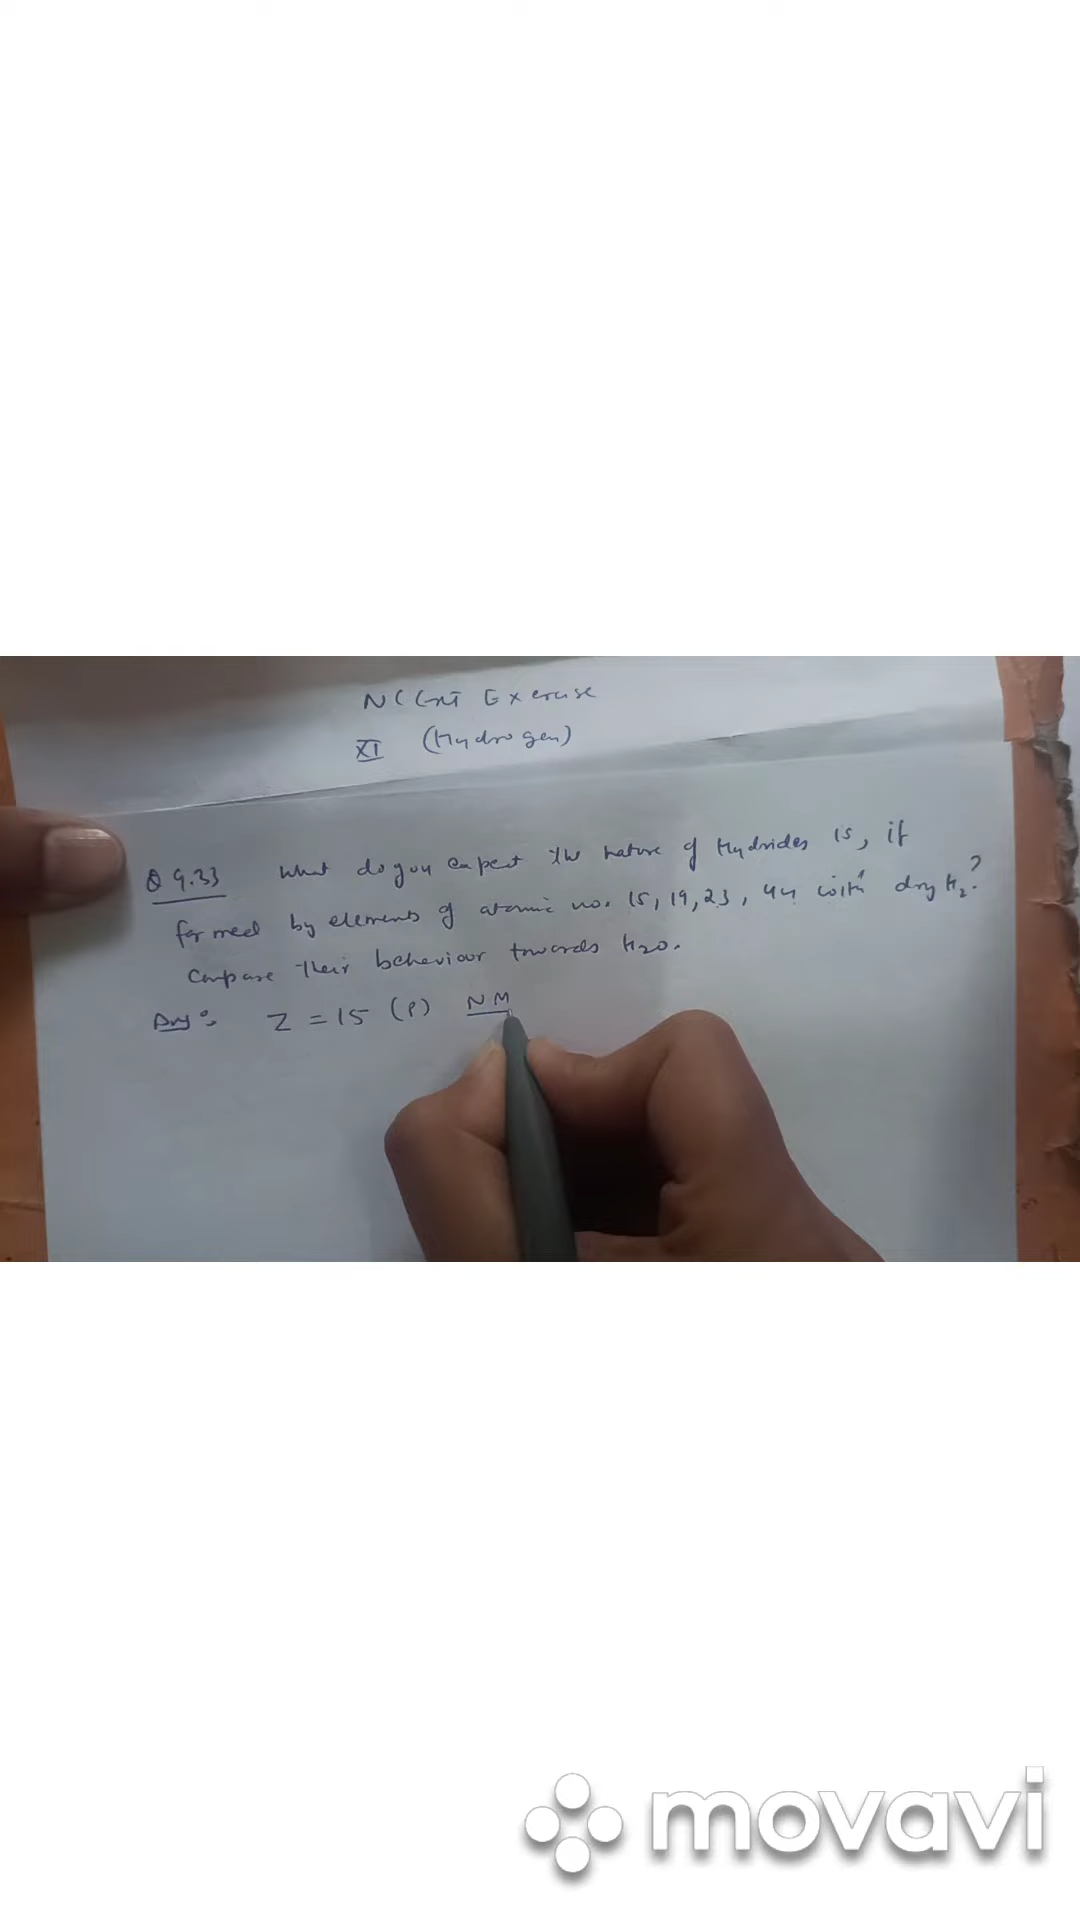 NCERT Exercise
XI (Hydrogen)
Q 9.33 What do you expect the nature of Hydrides is, if
formed by elements of atomic no. 15, 19, 23, 44 with dry H₂?
Compare their behaviour towards H₂O.
Ans: Z = 15 (P) NM
movavi